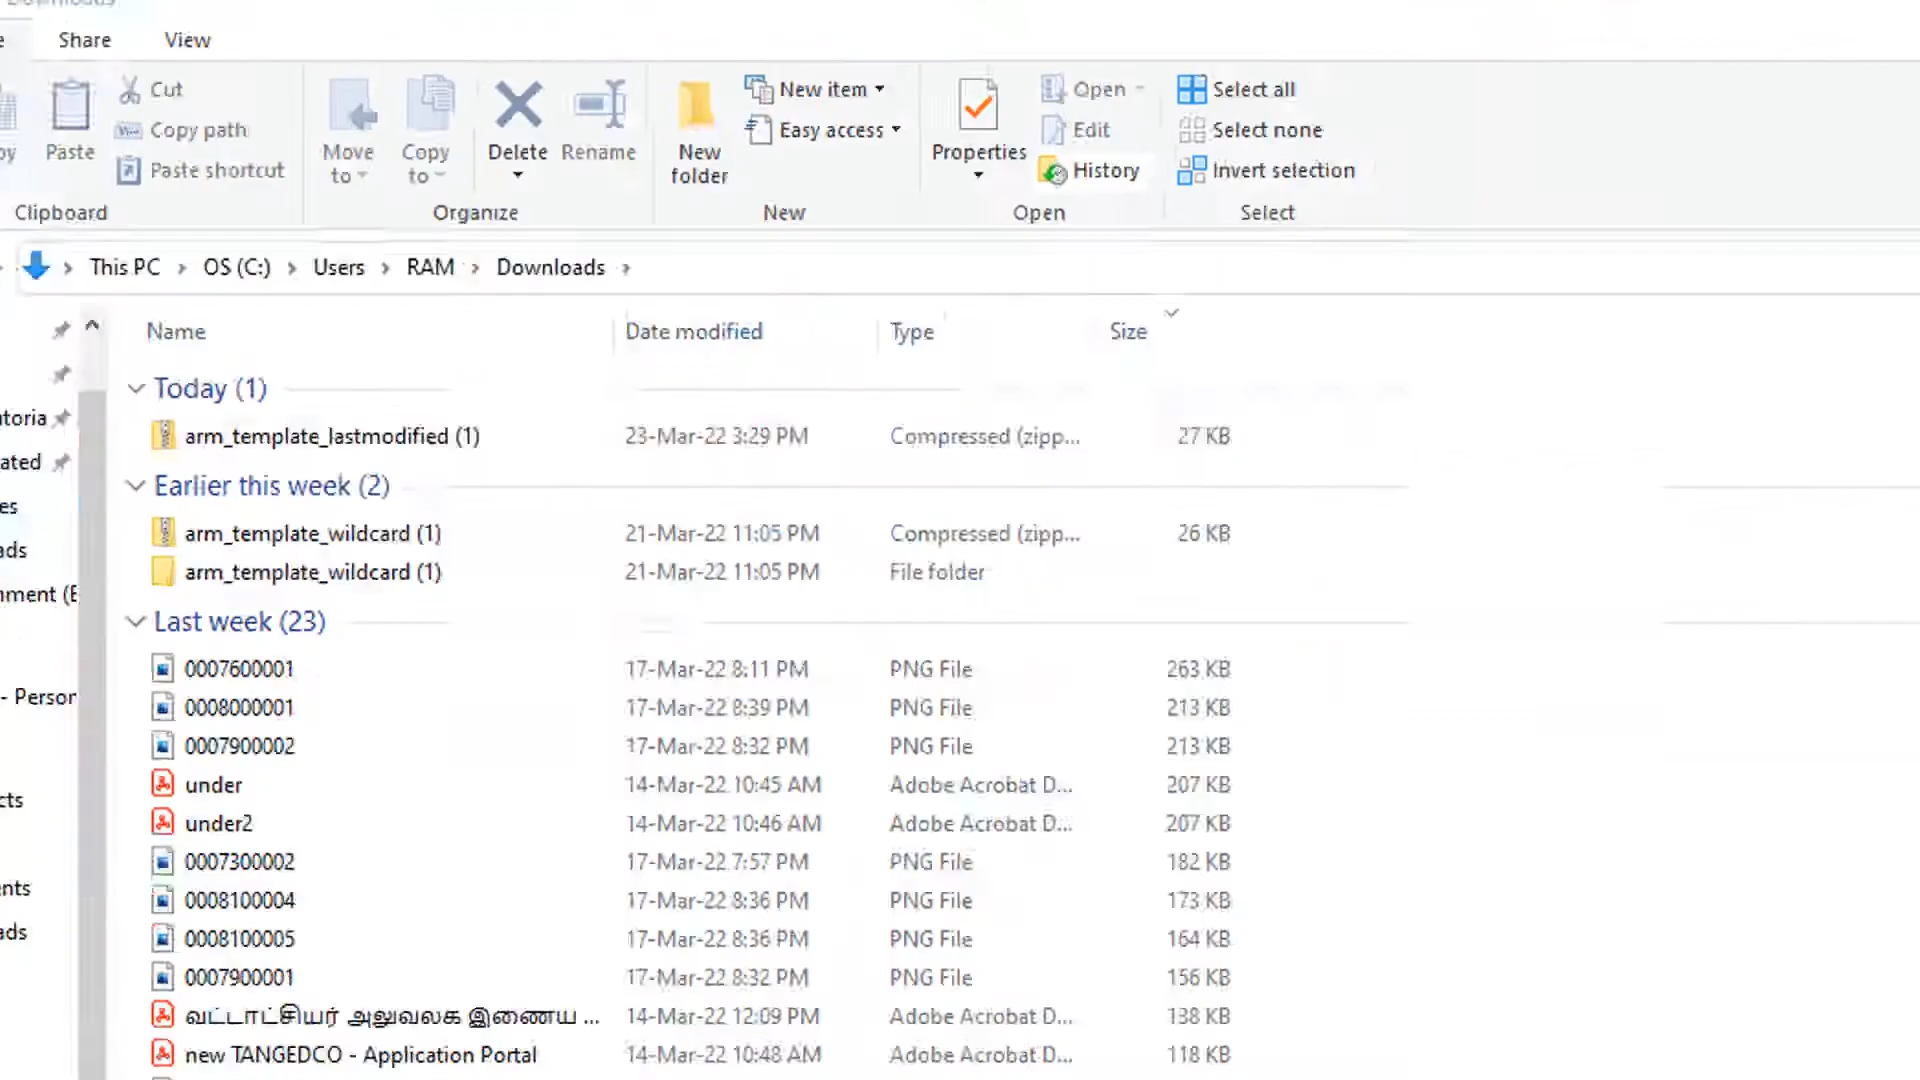 Downloads
Share View
Cut
Copy path
Paste shortcut
Paste
Clipboard
Move to
Copy to
Delete
Rename
Organize
New folder
New item
Easy access
New
Properties
Open
Edit
History
Open
Select all
Select none
Invert selection
Select
This PC > OS (C:) > Users > RAM > Downloads >
Name Date modified Type Size
Today (1)
arm_template_lastmodified (1) 23-Mar-22 3:29 PM Compressed (zipp... 27 KB
Earlier this week (2)
arm_template_wildcard (1) 21-Mar-22 11:05 PM Compressed (zipp... 26 KB
arm_template_wildcard (1) 21-Mar-22 11:05 PM File folder
Last week (23)
0007600001 17-Mar-22 8:11 PM PNG File 263 KB
0008000001 17-Mar-22 8:39 PM PNG File 213 KB
0007900002 17-Mar-22 8:32 PM PNG File 213 KB
under 14-Mar-22 10:45 AM Adobe Acrobat D... 207 KB
under2 14-Mar-22 10:46 AM Adobe Acrobat D... 207 KB
0007300002 17-Mar-22 7:57 PM PNG File 182 KB
0008100004 17-Mar-22 8:36 PM PNG File 173 KB
0008100005 17-Mar-22 8:36 PM PNG File 164 KB
0007900001 17-Mar-22 8:32 PM PNG File 156 KB
வட்டாட்சியர் அலுவலக இணைய ... 14-Mar-22 12:09 PM Adobe Acrobat D... 138 KB
new TANGEDCO - Application Portal 14-Mar-22 10:48 AM Adobe Acrobat D... 118 KB